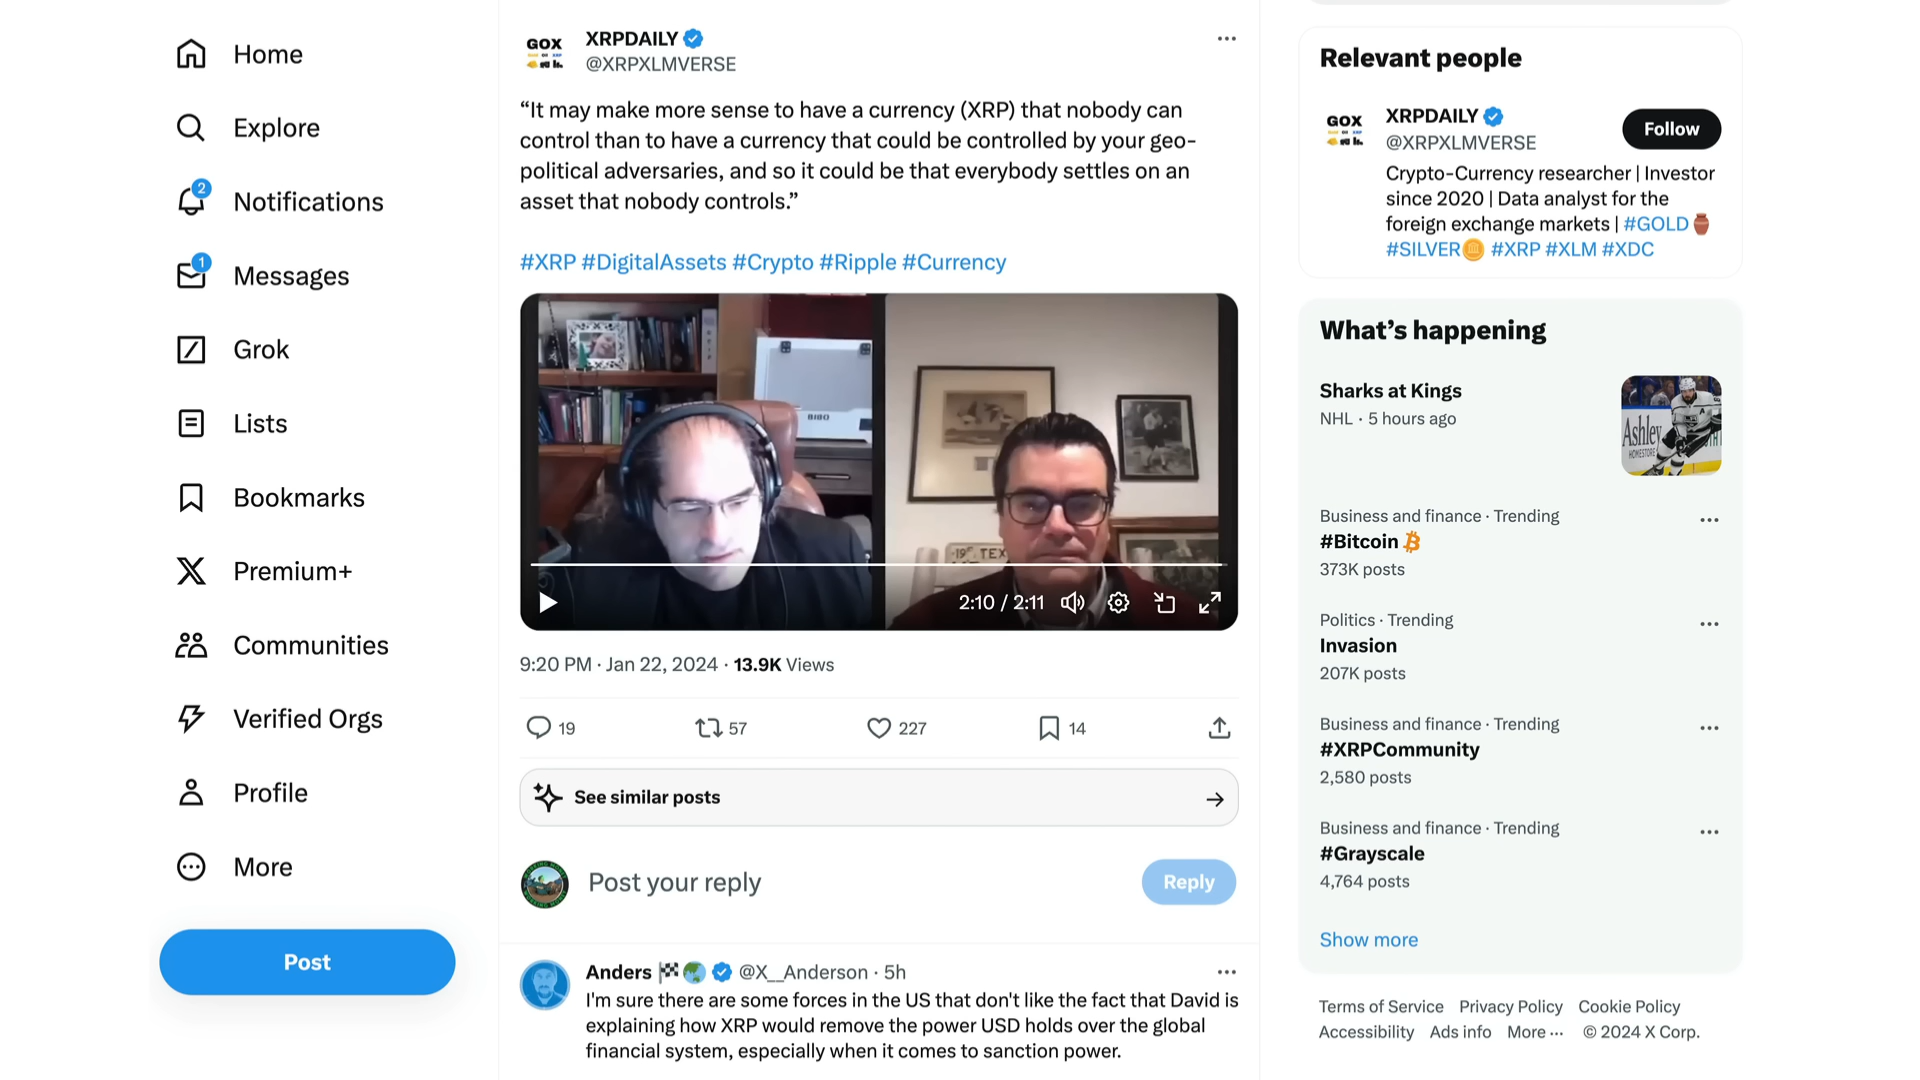 Home
Explore
2
Notifications
1
Messages
Grok
Lists
Bookmarks
Premium+
Communities
Verified Orgs
Profile
More
Post
GOX
XRPDAILY
@XRPXLMVERSE
“It may make more sense to have a currency (XRP) that nobody can
control than to have a currency that could be controlled by your geo-
political adversaries, and so it could be that everybody settles on an
asset that nobody controls.”
#XRP #DigitalAssets #Crypto #Ripple #Currency
TEX
2:10 / 2:11
9:20 PM · Jan 22, 2024 · 13.9K Views
19
57
227
14
See similar posts
Post your reply
Reply
Anders @X__Anderson · 5h
I'm sure there are some forces in the US that don't like the fact that David is
explaining how XRP would remove the power USD holds over the global
financial system, especially when it comes to sanction power.
Relevant people
GOX
XRPDAILY
@XRPXLMVERSE
Follow
Crypto-Currency researcher | Investor
since 2020 | Data analyst for the
foreign exchange markets | #GOLD
#SILVER #XRP #XLM #XDC
What’s happening
Sharks at Kings
NHL · 5 hours ago
Ashley
HOMESTORE
Business and finance · Trending
#Bitcoin
373K posts
Politics · Trending
Invasion
207K posts
Business and finance · Trending
#XRPCommunity
2,580 posts
Business and finance · Trending
#Grayscale
4,764 posts
Show more
Terms of Service Privacy Policy Cookie Policy
Accessibility Ads info More ··· © 2024 X Corp.